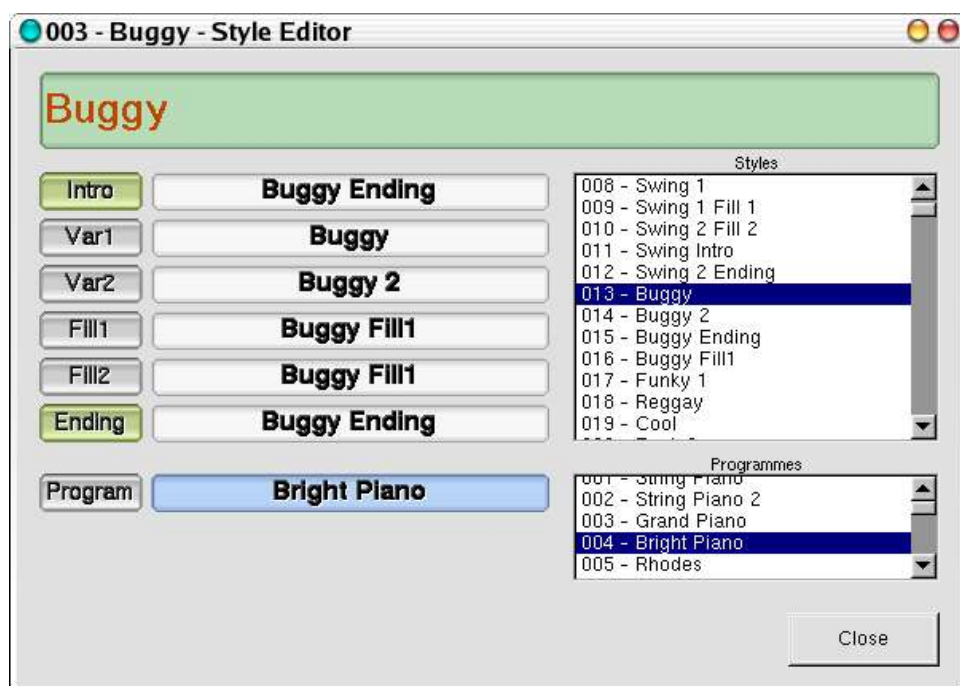 003 - Buggy - Style Editor
Buggy
Intro Buggy Ending
Var1 Buggy
Var2 Buggy 2
Fill1 Buggy Fill1
Fill2 Buggy Fill1
Ending Buggy Ending
Program Bright Piano
Styles
008 - Swing 1
009 - Swing 1 Fill 1
010 - Swing 2 Fill 2
011 - Swing Intro
012 - Swing 2 Ending
013 - Buggy
014 - Buggy 2
015 - Buggy Ending
016 - Buggy Fill1
017 - Funky 1
018 - Reggay
019 - Cool
Programmes
001 - String Piano
002 - String Piano 2
003 - Grand Piano
004 - Bright Piano
005 - Rhodes
Close